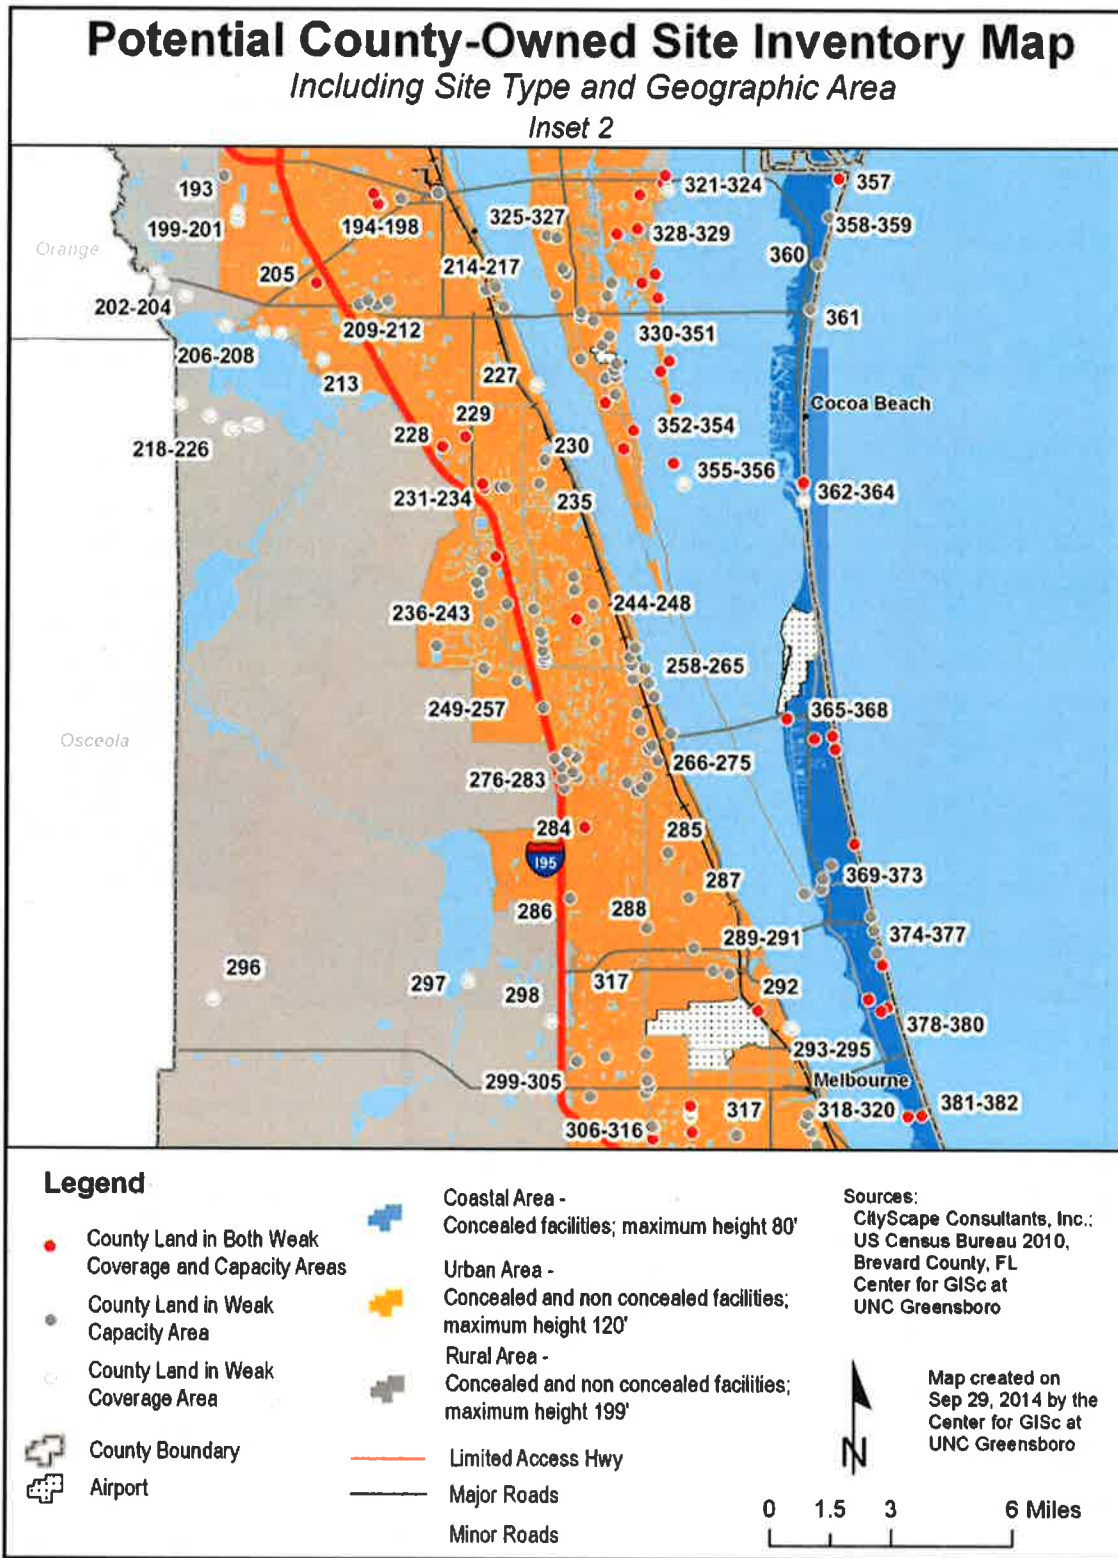 Potential County-Owned Site Inventory Map
Including Site Type and Geographic Area
Inset 2
193
199-201
Orange
194-198
205
202-204
209-212
206-208
213
218-226
325-327
214-217
321-324
328-329
357
358-359
360
361
330-351
227
229
228
352-354
Cocoa Beach
230
355-356
362-364
231-234
235
236-243
244-248
258-265
249-257
365-368
Osceola
266-275
276-283
284
285
195
369-373
287
286
288
374-377
289-291
296
297
317
292
298
378-380
293-295
299-305
Melbourne
317
318-320
381-382
306-316
Legend
County Land in Both Weak
Coverage and Capacity Areas
County Land in Weak
Capacity Area
County Land in Weak
Coverage Area
County Boundary
Airport
Coastal Area -
Concealed facilities; maximum height 80'
Urban Area -
Concealed and non concealed facilities;
maximum height 120'
Rural Area -
Concealed and non concealed facilities;
maximum height 199'
Limited Access Hwy
Major Roads
Minor Roads
Sources:
CityScape Consultants, Inc.;
US Census Bureau 2010,
Brevard County, FL
Center for GISc at
UNC Greensboro
N
Map created on
Sep 29, 2014 by the
Center for GISc at
UNC Greensboro
0 1.5 3 6 Miles